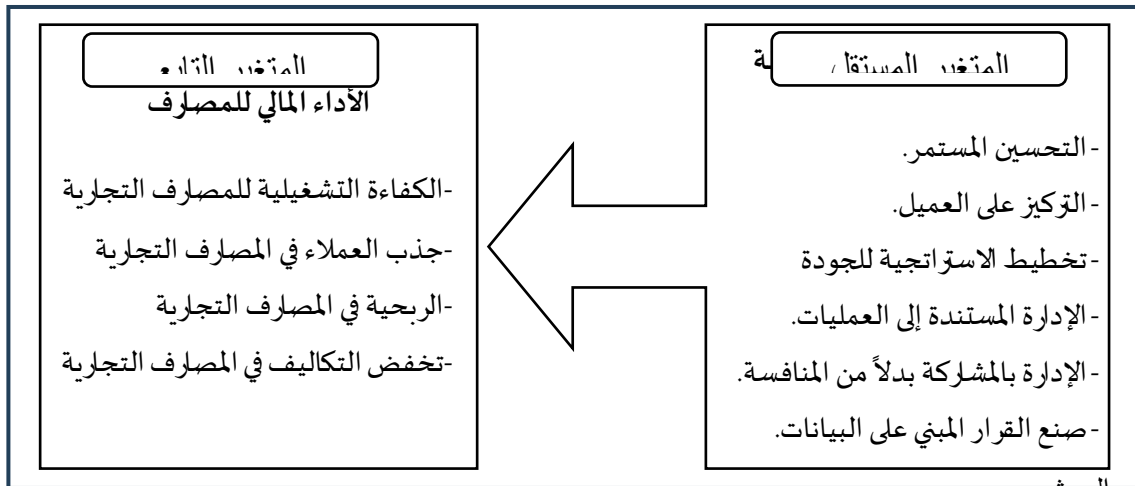 المتغير المستقل
- التحسين المستمر.
- التركيز على العميل.
- تخطيط الاستراتجية للجودة
- الإدارة المستندة إلى العمليات.
- الإدارة بالمشاركة بدلاً من المنافسة.
- صنع القرار المبني على البيانات.
المتغير التابع
الأداء المالي للمصارف
-الكفاءة التشغيلية للمصارف التجارية
-جذب العملاء في المصارف التجارية
-الربحية في المصارف التجارية
-تخفض التكاليف في المصارف التجارية